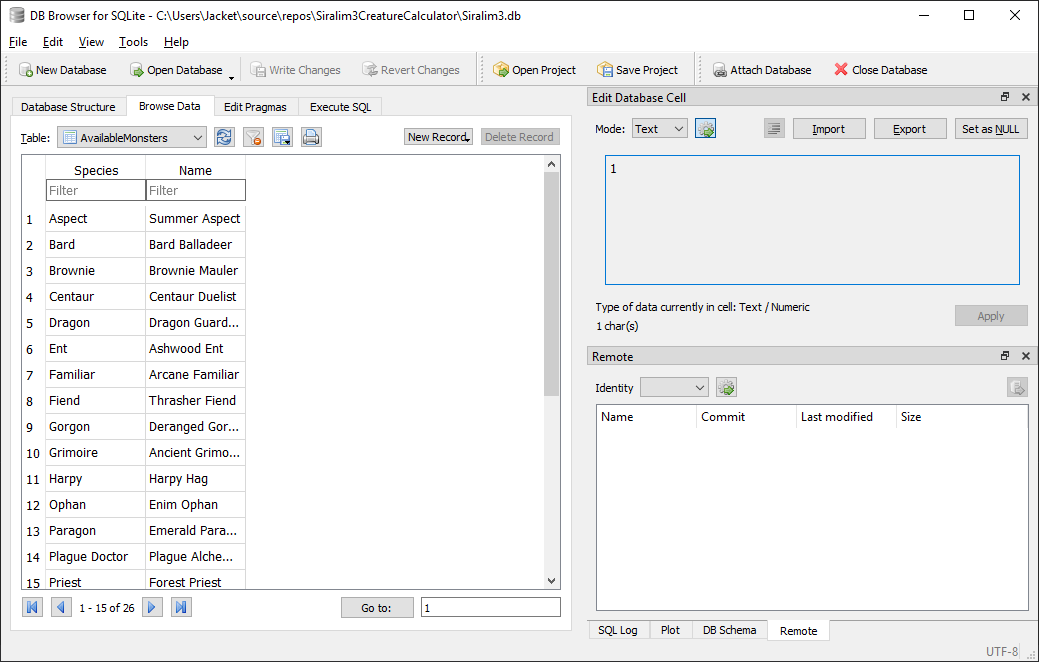 DB Browser for SQLite - C:\Users\Jacket\source\repos\Siralim3CreatureCalculator\Siralim3.db
File Edit View Tools Help
New Database Open Database Write Changes Revert Changes Open Project Save Project Attach Database Close Database
Database Structure Browse Data Edit Pragmas Execute SQL
Table: AvailableMonsters New Record Delete Record
Species Name
Filter Filter
1 Aspect Summer Aspect
2 Bard Bard Balladeer
3 Brownie Brownie Mauler
4 Centaur Centaur Duelist
5 Dragon Dragon Guard...
6 Ent Ashwood Ent
7 Familiar Arcane Familiar
8 Fiend Thrasher Fiend
9 Gorgon Deranged Gor...
10 Grimoire Ancient Grimo...
11 Harpy Harpy Hag
12 Ophan Enim Ophan
13 Paragon Emerald Para...
14 Plague Doctor Plague Alche...
15 Priest Forest Priest
1 - 15 of 26 Go to: 1
Edit Database Cell
Mode: Text Import Export Set as NULL
1
Type of data currently in cell: Text / Numeric
1 char(s)
Apply
Remote
Identity
Name Commit Last modified Size
SQL Log Plot DB Schema Remote
UTF-8